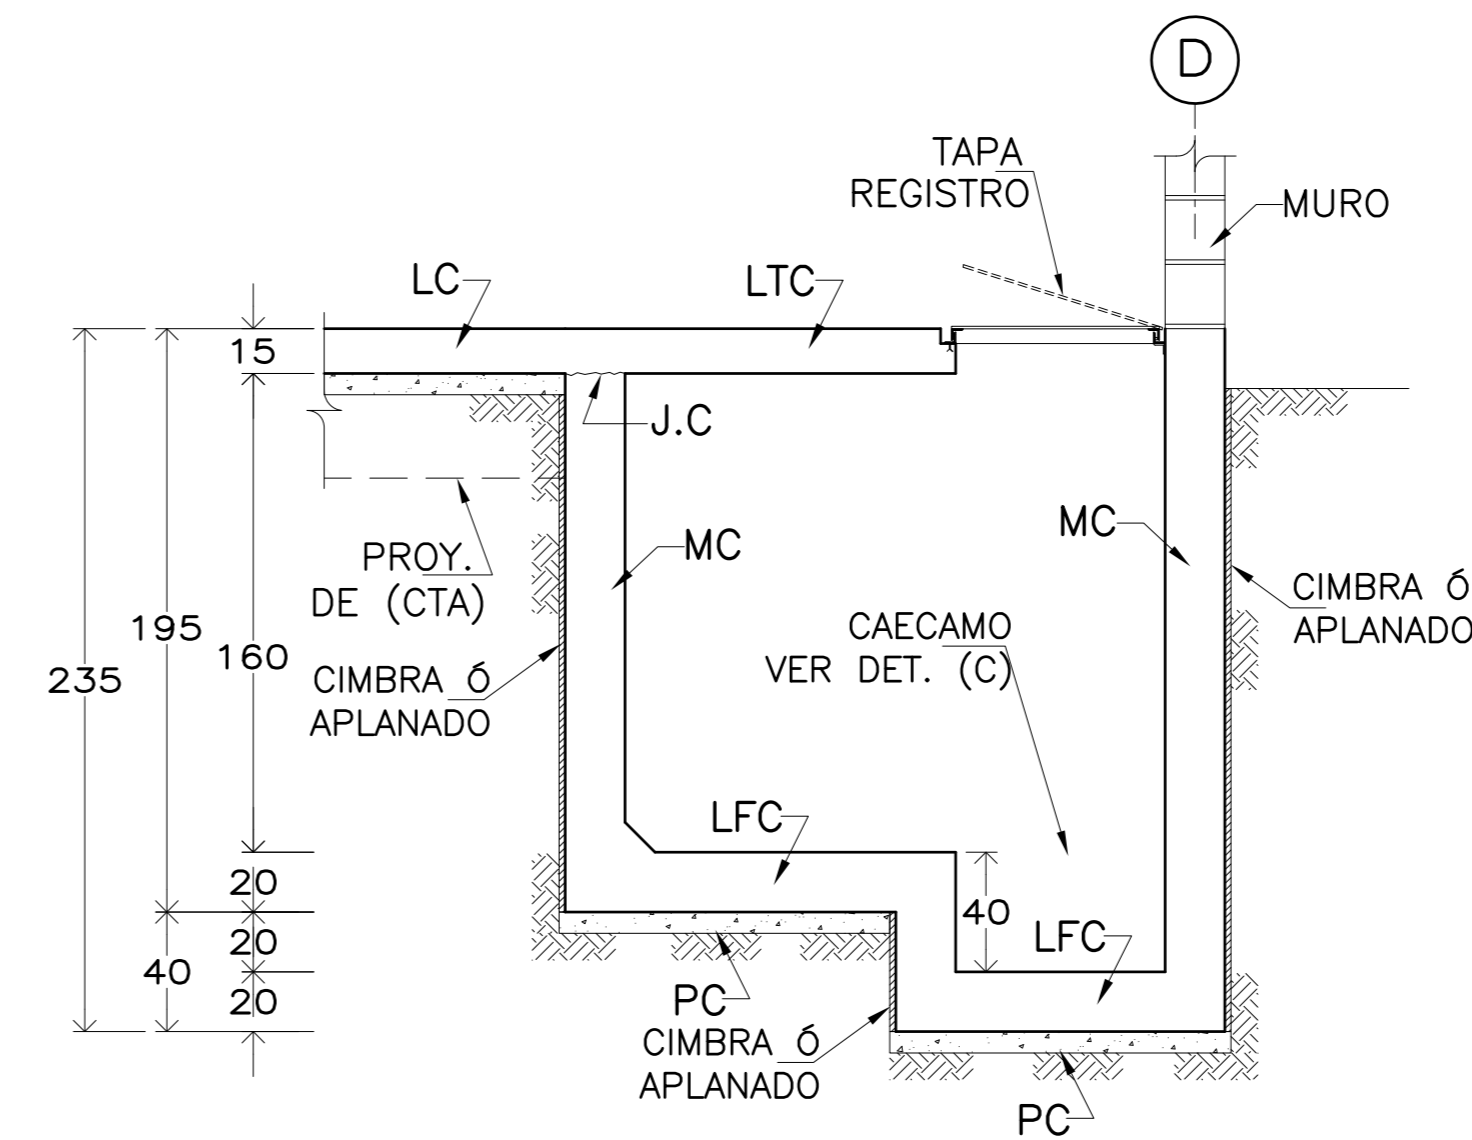 D
TAPA
REGISTRO
MURO
LC
LTC
15
J.C
MC
MC
PROY.
DE (CTA)
CIMBRA Ó
APLANADO
195
160
235
CAECAMO
VER DET. (C)
CIMBRA Ó
APLANADO
LFC
20
40
20
LFC
40
20
PC
CIMBRA Ó
APLANADO
PC